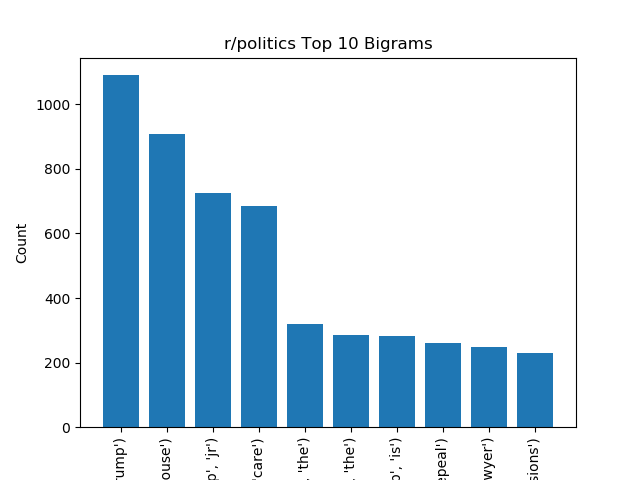 r/politics Top 10 Bigrams
Count
1000
800
600
400
200
0
rump')
ouse')
', 'jr')
'care')
, 'the')
, 'the')
', 'is')
epeal')
wyer')
sions')